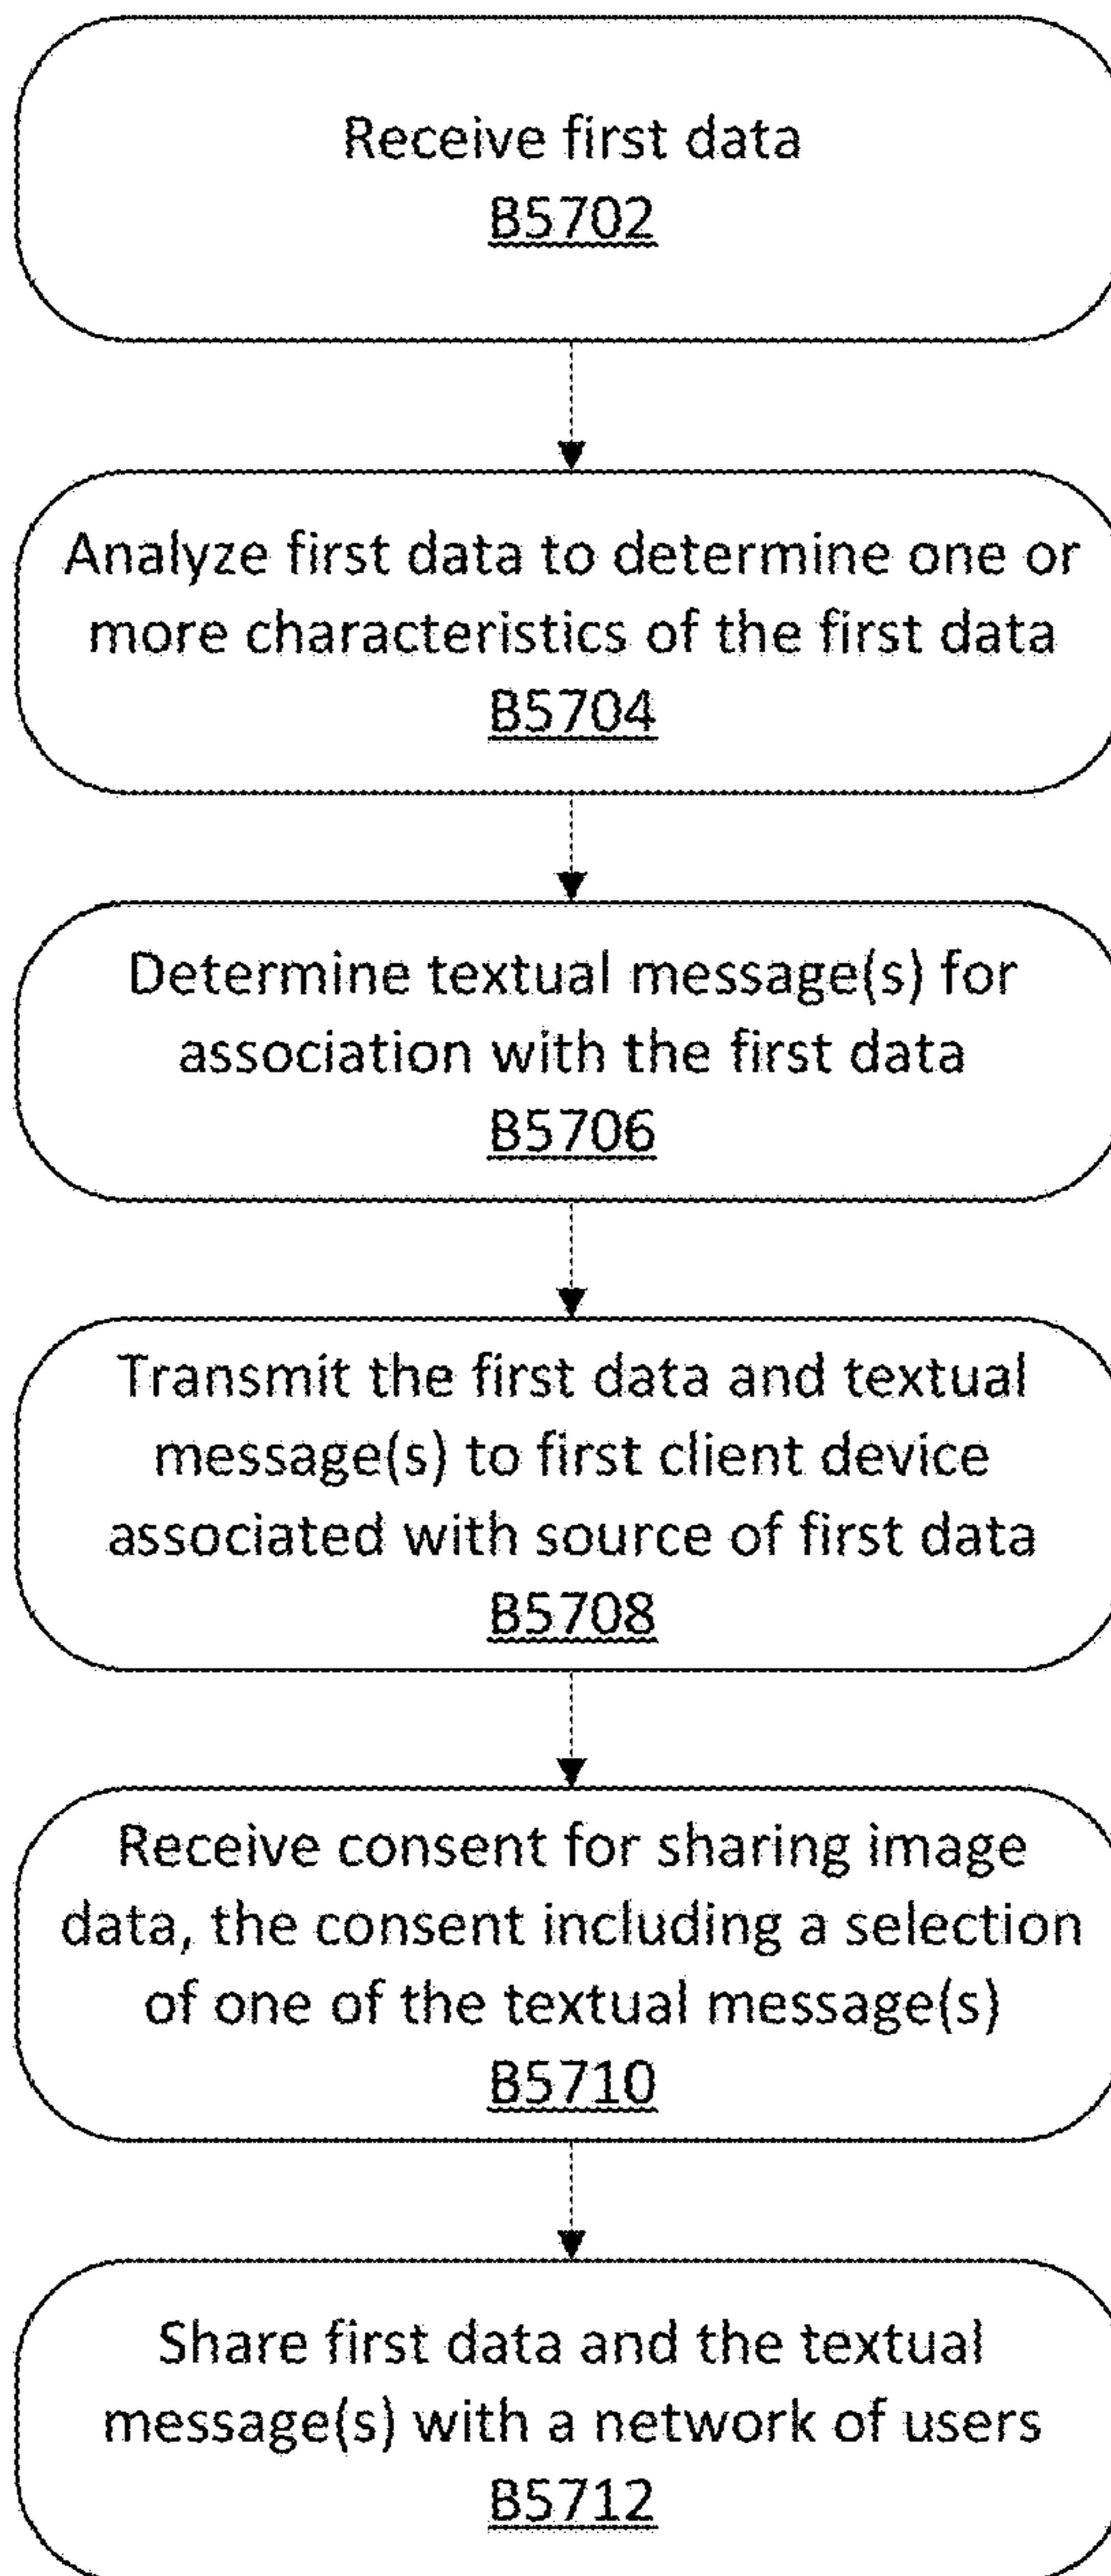 Receive first data
B5702
Analyze first data to determine one or
more characteristics of the first data
B5704
Determine textual message(s) for
association with the first data
B5706
Transmit the first data and textual
message(s) to first client device
associated with source of first data
B5708
Receive consent for sharing image
data, the consent including a selection
of one of the textual message(s)
B5710
Share first data and the textual
message(s) with a network of users
B5712